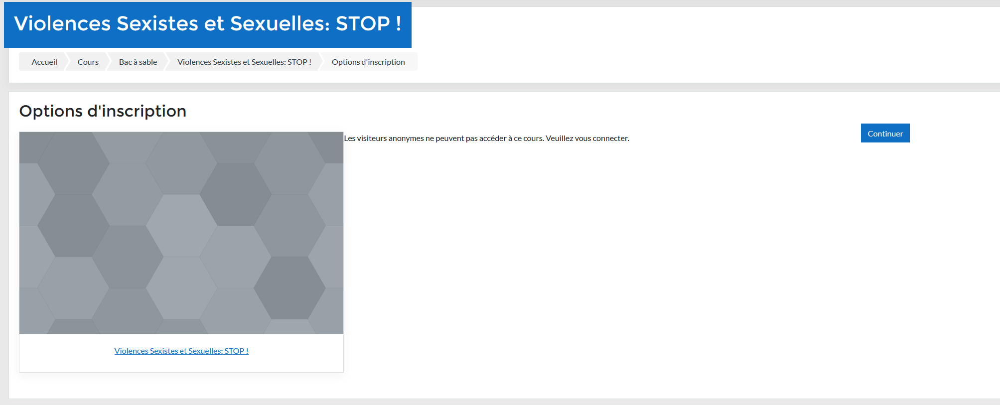 Violences Sexistes et Sexuelles: STOP !
Accueil Cours Bac à sable Violences Sexistes et Sexuelles: STOP ! Options d'inscription
Options d'inscription
Les visiteurs anonymes ne peuvent pas accéder à ce cours. Veuillez vous connecter.
Continuer
Violences Sexistes et Sexuelles: STOP !